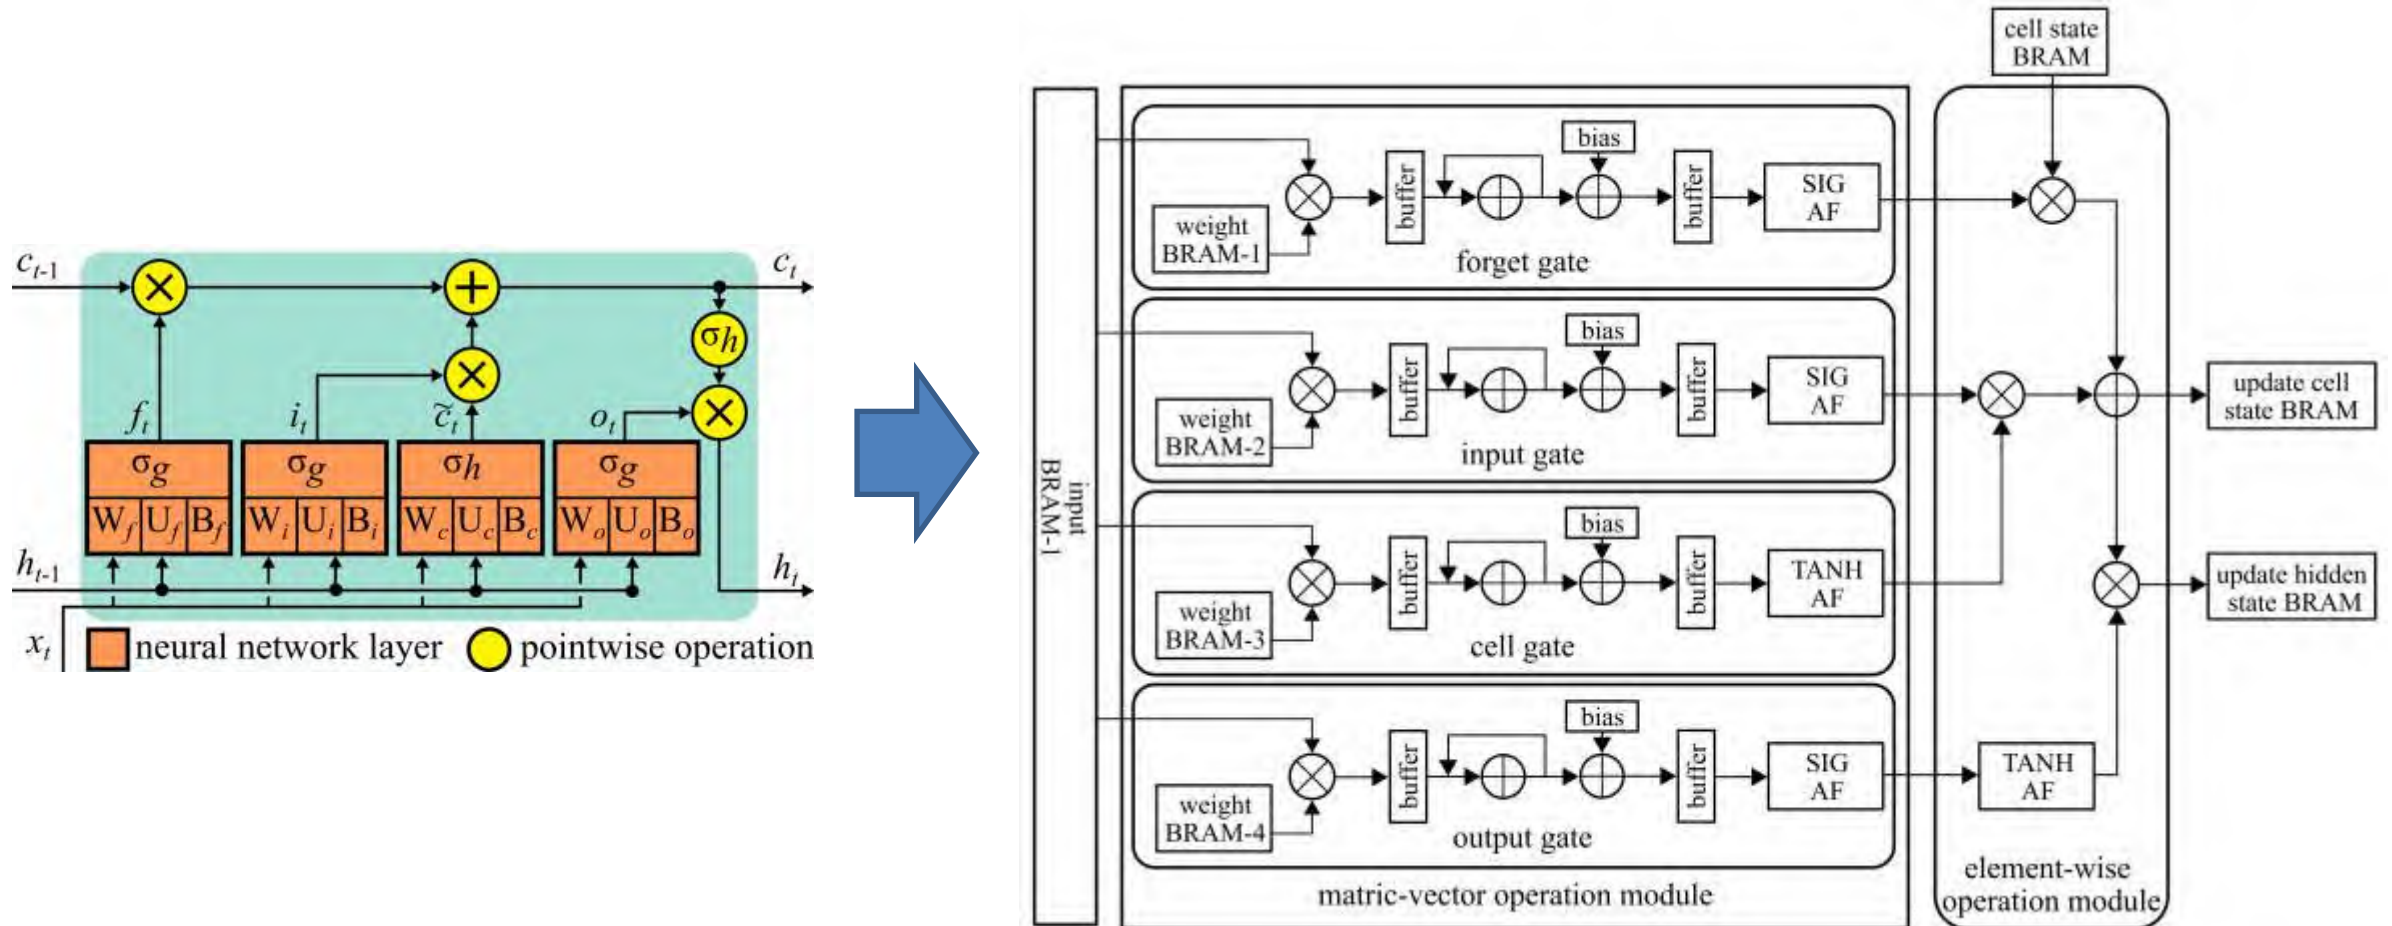 c_{t-1}
c_t
σh
f_t
i_t
c̃_t
o_t
σg
σg
σh
σg
W_f U_f B_f
W_i U_i B_i
W_c U_c B_c
W_o U_o B_o
h_{t-1}
h_t
x_t
neural network layer
pointwise operation
input
BRAM-1
bias
buffer
buffer
SIG
AF
weight
BRAM-1
forget gate
bias
buffer
buffer
SIG
AF
weight
BRAM-2
input gate
bias
buffer
buffer
TANH
AF
weight
BRAM-3
cell gate
bias
buffer
buffer
SIG
AF
weight
BRAM-4
output gate
matric-vector operation module
cell state
BRAM
TANH
AF
element-wise
operation module
update cell
state BRAM
update hidden
state BRAM